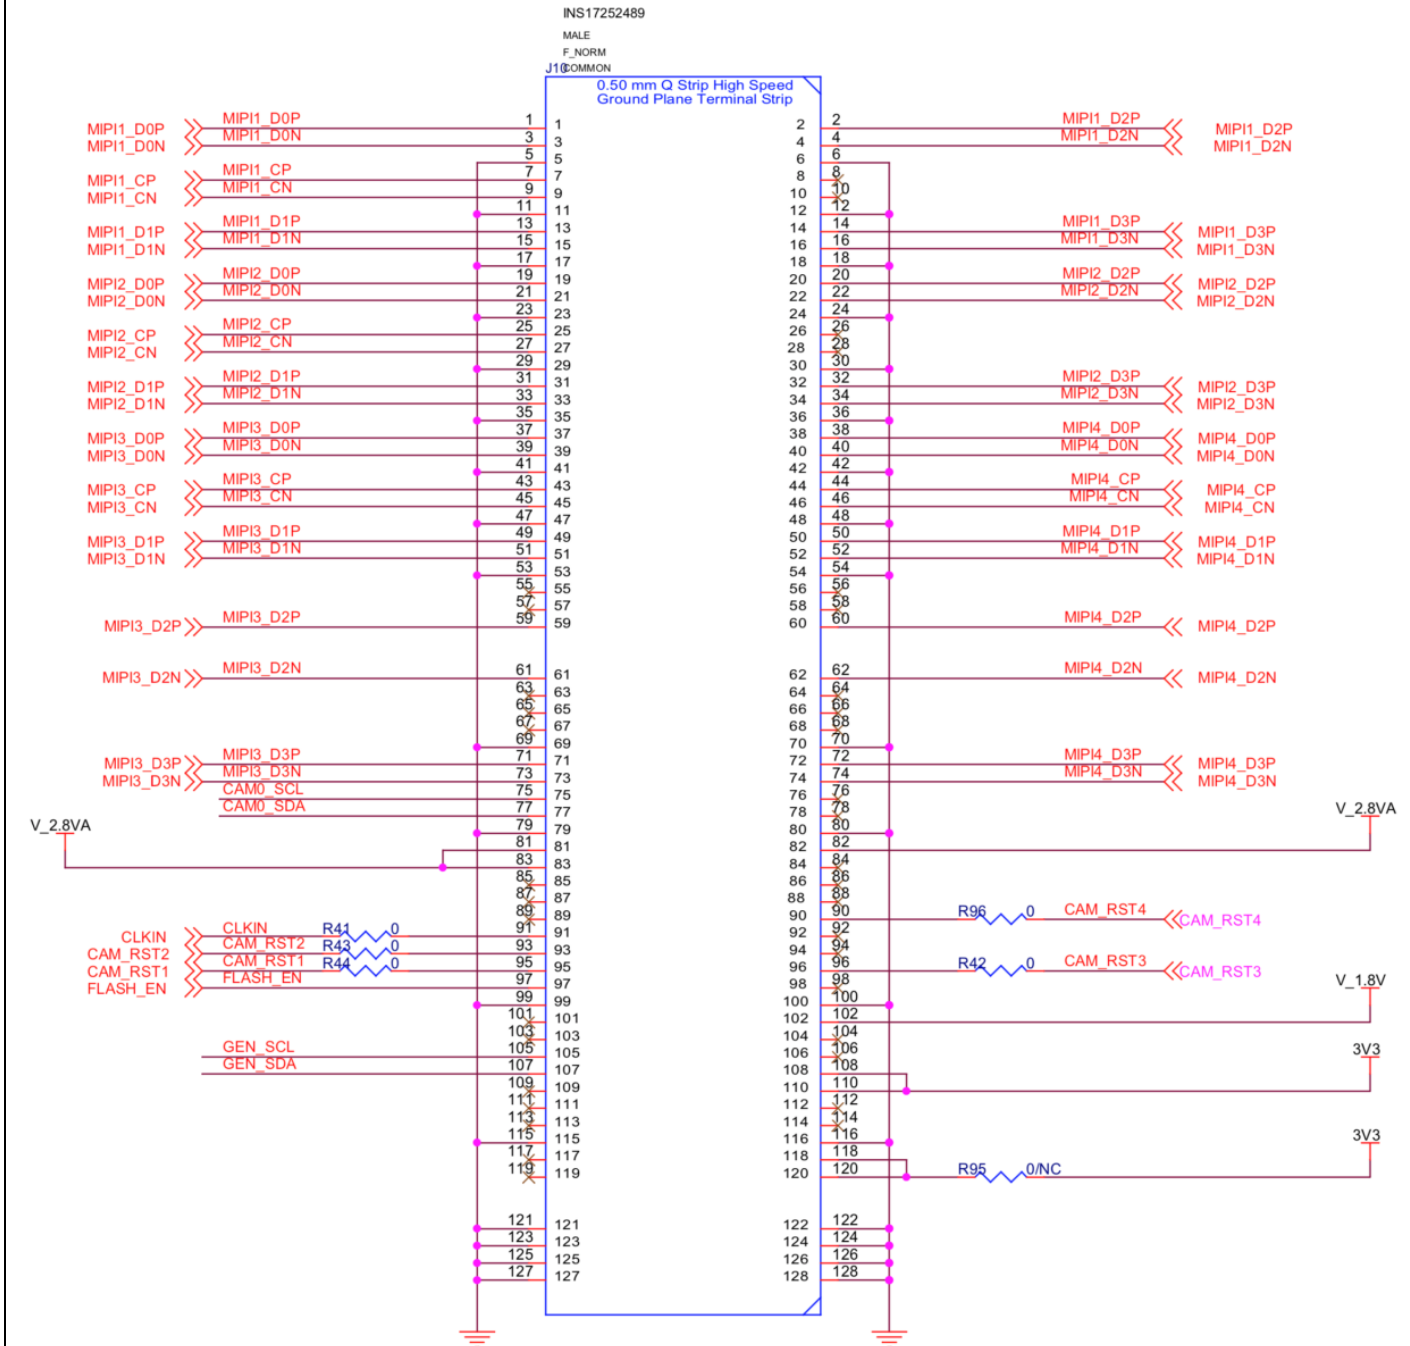 INS17252489
MALE
F_NORM
J10 COMMON
0.50 mm Q Strip High Speed
Ground Plane Terminal Strip
MIPI1_D0P MIPI1_D0P 1 1 2 2 MIPI1_D2P MIPI1_D2P
MIPI1_D0N MIPI1_D0N 3 3 4 4 MIPI1_D2N MIPI1_D2N
5 5 6 6
MIPI1_CP MIPI1_CP 7 7 8 8
MIPI1_CN MIPI1_CN 9 9 10 10
11 11 12 12
MIPI1_D1P MIPI1_D1P 13 13 14 14 MIPI1_D3P MIPI1_D3P
MIPI1_D1N MIPI1_D1N 15 15 16 16 MIPI1_D3N MIPI1_D3N
17 17 18 18
MIPI2_D0P MIPI2_D0P 19 19 20 20 MIPI2_D2P MIPI2_D2P
MIPI2_D0N MIPI2_D0N 21 21 22 22 MIPI2_D2N MIPI2_D2N
23 23 24 24
MIPI2_CP MIPI2_CP 25 25 26 26
MIPI2_CN MIPI2_CN 27 27 28 28
29 29 30 30
MIPI2_D1P MIPI2_D1P 31 31 32 32 MIPI2_D3P MIPI2_D3P
MIPI2_D1N MIPI2_D1N 33 33 34 34 MIPI2_D3N MIPI2_D3N
35 35 36 36
MIPI3_D0P MIPI3_D0P 37 37 38 38 MIPI4_D0P MIPI4_D0P
MIPI3_D0N MIPI3_D0N 39 39 40 40 MIPI4_D0N MIPI4_D0N
41 41 42 42
MIPI3_CP MIPI3_CP 43 43 44 44 MIPI4_CP MIPI4_CP
MIPI3_CN MIPI3_CN 45 45 46 46 MIPI4_CN MIPI4_CN
47 47 48 48
MIPI3_D1P MIPI3_D1P 49 49 50 50 MIPI4_D1P MIPI4_D1P
MIPI3_D1N MIPI3_D1N 51 51 52 52 MIPI4_D1N MIPI4_D1N
53 53 54 54
55 55 56 56
57 57 58 58
MIPI3_D2P MIPI3_D2P 59 59 60 60 MIPI4_D2P MIPI4_D2P
MIPI3_D2N MIPI3_D2N 61 61 62 62 MIPI4_D2N MIPI4_D2N
63 63 64 64
65 65 66 66
67 67 68 68
69 69 70 70
MIPI3_D3P MIPI3_D3P 71 71 72 72 MIPI4_D3P MIPI4_D3P
MIPI3_D3N MIPI3_D3N 73 73 74 74 MIPI4_D3N MIPI4_D3N
CAM0_SCL 75 75 76 76
CAM0_SDA 77 77 78 78 V_2.8VA
V_2.8VA 79 79 80 80
81 81 82 82
83 83 84 84
85 85 86 86
87 87 88 88
89 89 90 90 R96 0 CAM_RST4 CAM_RST4
CLKIN CLKIN R41 0 91 91 92 92
CAM_RST2 CAM_RST2 R43 0 93 93 94 94
CAM_RST1 CAM_RST1 R44 0 95 95 96 96 R42 0 CAM_RST3 CAM_RST3
FLASH_EN FLASH_EN 97 97 98 98 V_1.8V
99 99 100 100
101 101 102 102
103 103 104 104
GEN_SCL 105 105 106 106 3V3
GEN_SDA 107 107 108 108
109 109 110 110
111 111 112 112
113 113 114 114
115 115 116 116 3V3
117 117 118 118
119 119 120 120 R95 0/NC
121 121 122 122
123 123 124 124
125 125 126 126
127 127 128 128